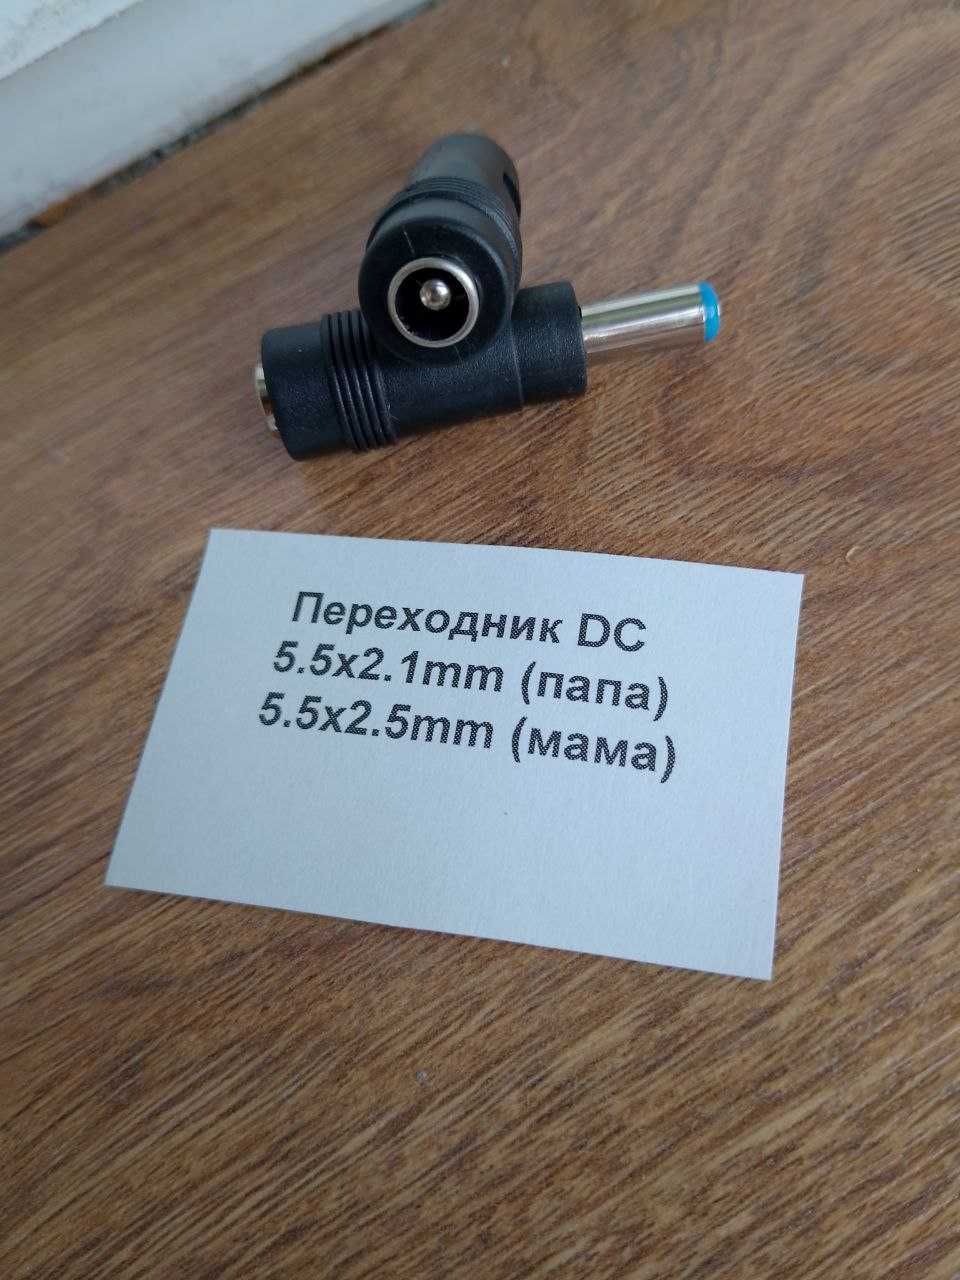 Переходник DC
5.5x2.1mm (папа)
5.5x2.5mm (мама)